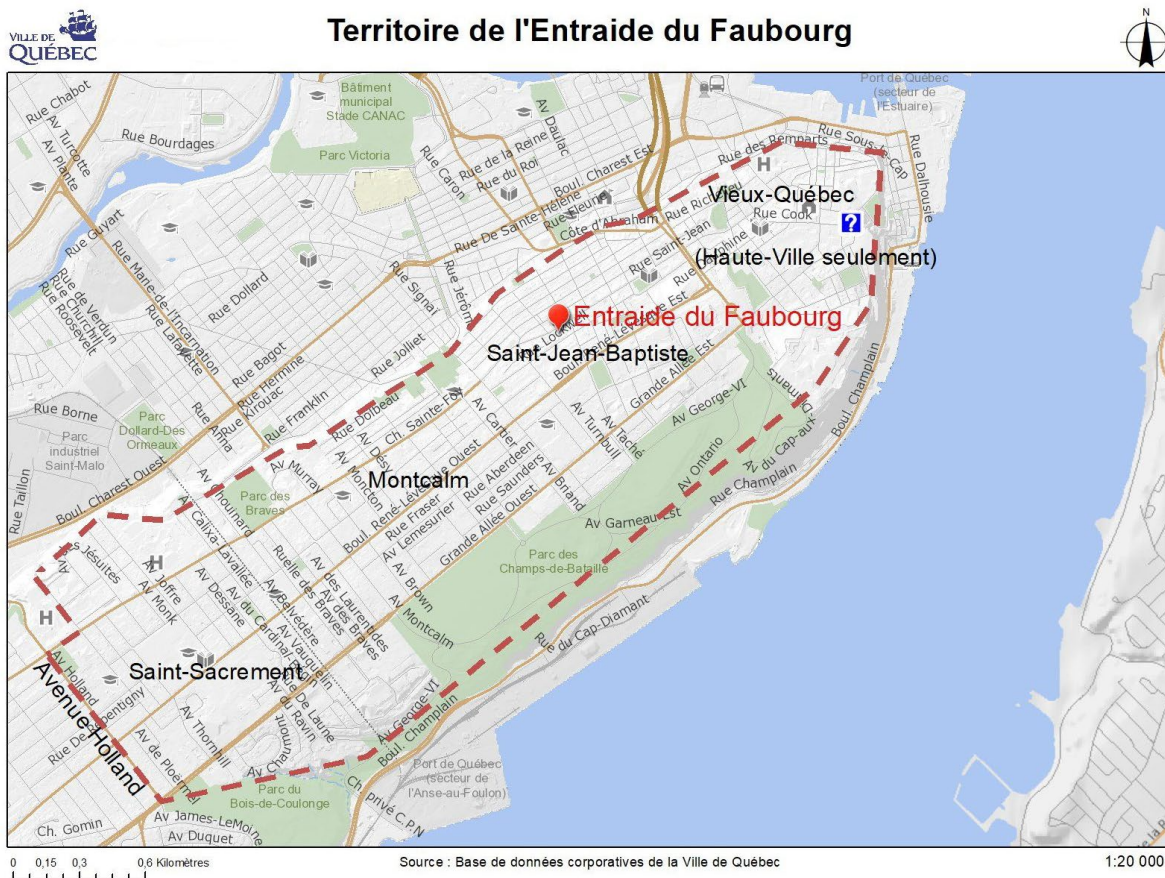 VILLE DE
QUÉBEC
Territoire de l'Entraide du Faubourg
N
Port de Québec
(secteur de
l'Estuaire)
Bâtiment
municipal
Stade CANAC
Rue Chabot
Av Turcotte
Av Plante
Rue Bourdages
Parc Victoria
Rue Caron
Rue de la Reine
Rue du Roi
Av Daulac
Boul. Charest Est
Rue des Remparts
Rue Sous-le-Cap
Rue Dalhousie
H
Vieux-Québec
Rue Richelieu
Rue Cook
?
Rue De Sainte-Hélène
Rue Fleurie
Côte d'Abraham
Rue Saint-Jean
Rue Dauphine
(Haute-Ville seulement)
Rue Guyart
Rue Marie-de-l'Incarnation
Rue de Verdun
Rue Churchill
Rue Roosevelt
Rue Lafayette
Rue Dollard
Rue Signaï
Rue Jérôme
Entraide du Faubourg
Rue Lockwell
Boul. René-Lévesque Est
Saint-Jean-Baptiste
Rue Jolliet
Rue Bagot
Rue Hermine
Rue Kirouac
Rue Franklin
Rue Dolbeau
Ch. Sainte-Foy
Grande Allée Est
Av George-VI
Boul. Champlain
Rue Borne
Parc
Dollard-Des
Ormeaux
Rue Anna
Av Cartier
Av Turnbull
Av Taché
Parc
industriel
Saint-Malo
Rue Taillon
Boul. Charest Ouest
Av Murray
Av Moncton
Montcalm
Boul. René-Lévesque Ouest
Rue Aberdeen
Rue Saunders
Av Briand
Av Ontario
Av du Cap-aux-Diamants
Rue Champlain
Parc des
Braves
Av Chouinard
Av Calixa-Lavallée
Rue Fraser
Av Lemesurier
Grande Allée Ouest
Av Garneau Est
Parc des
Champs-de-Bataille
Av des Jésuites
H
H
Av Joffre
Av Monk
Av Dessane
Av du Cardinal-Bégin
Av Belvédère
Av Vauquelin
Ruelle des Braves
Av des Braves
Av des Laurentides
Av Brown
Av Montcalm
Rue du Cap-Diamant
Saint-Sacrement
Av Holland
Avenue Holland
Rue De Repentigny
Av Thornhill
Av de Ploërmel
Rue De Laune
Av du Ravin
Av Chaumont
Av George-VI
Boul. Champlain
Port de Québec
(secteur de
l'Anse-au-Foulon)
Parc du
Bois-de-Coulonge
Ch. privé C.P.N
Ch. Gomin
Av James-LeMoine
Av Duquet
0 0,15 0,3 0,6 Kilomètres
Source : Base de données corporatives de la Ville de Québec
1:20 000